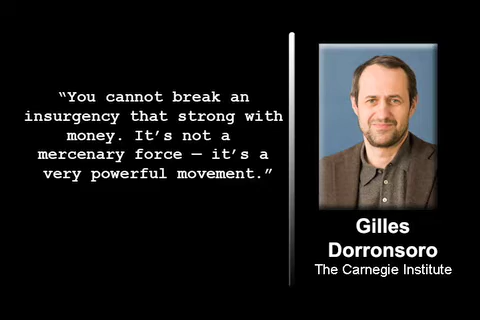 “You cannot break an
insurgency that strong with
money. It’s not a
mercenary force — it’s a
very powerful movement.”
Gilles
Dorronsoro
The Carnegie Institute